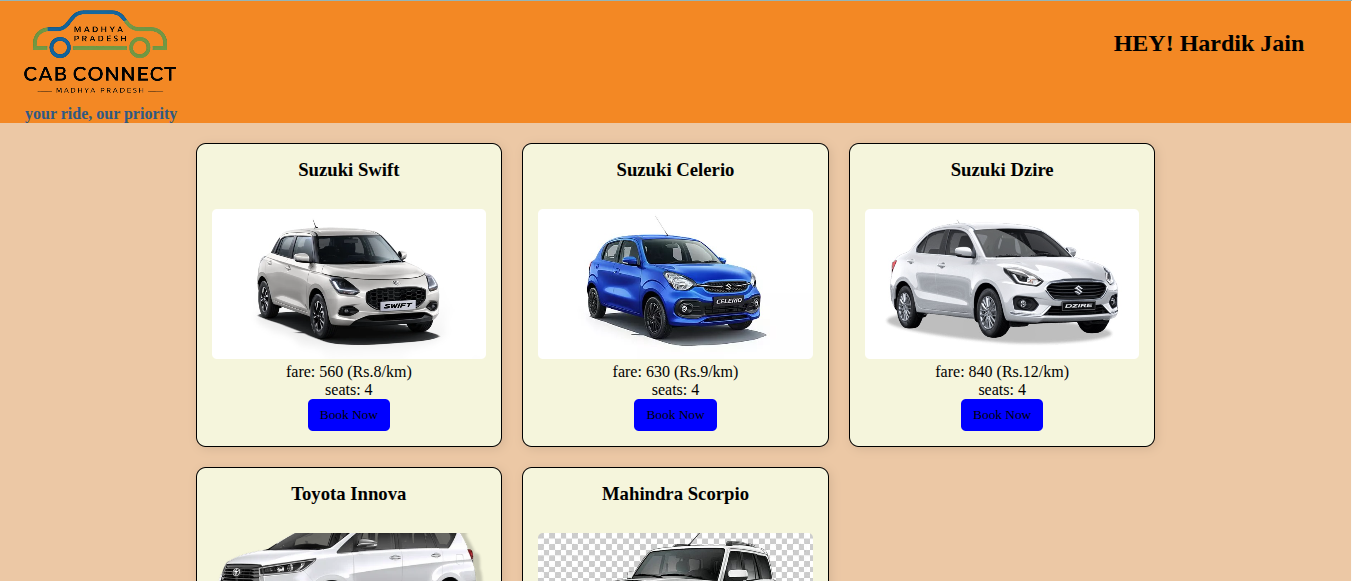 MADHYA
PRADESH
CAB CONNECT
MADHYA PRADESH
your ride, our priority
HEY! Hardik Jain
Suzuki Swift
SWIFT
fare: 560 (Rs.8/km)
seats: 4
Book Now
Suzuki Celerio
CELERIO
fare: 630 (Rs.9/km)
seats: 4
Book Now
Suzuki Dzire
DZIRE
fare: 840 (Rs.12/km)
seats: 4
Book Now
Toyota Innova
Mahindra Scorpio